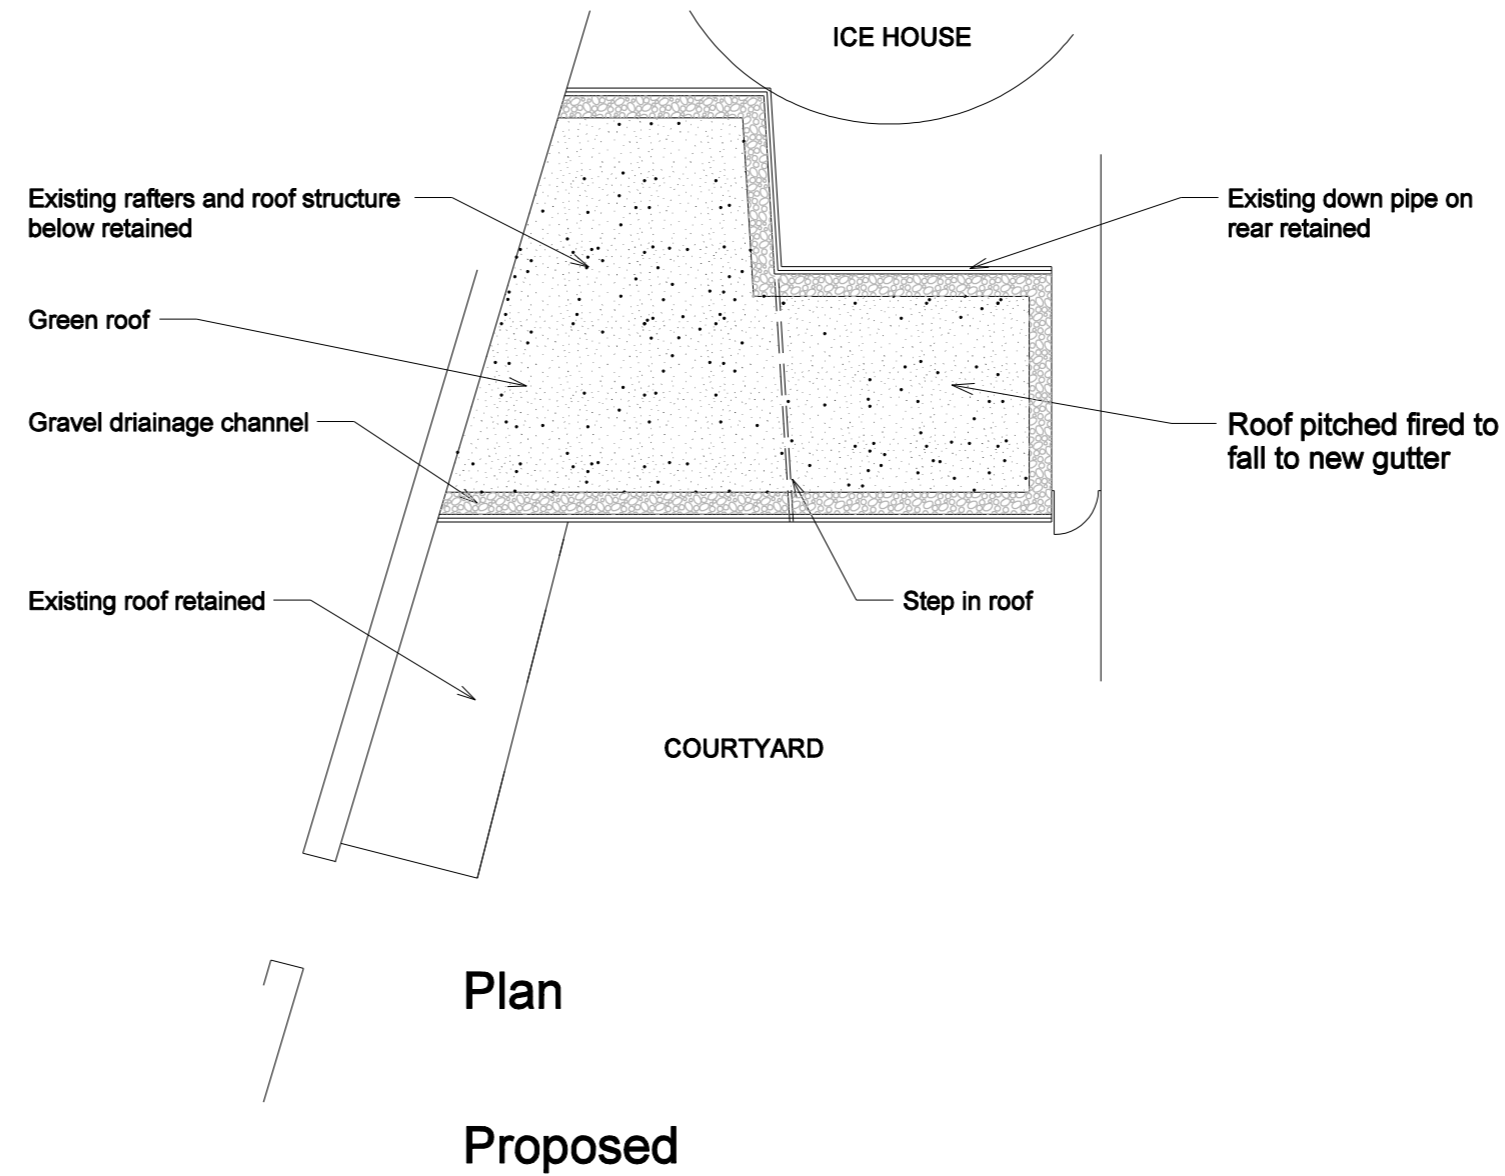 ICE HOUSE
Existing rafters and roof structure
below retained
Existing down pipe on
rear retained
Green roof
Gravel driainage channel
Roof pitched fired to
fall to new gutter
Existing roof retained
Step in roof
COURTYARD
Plan
Proposed